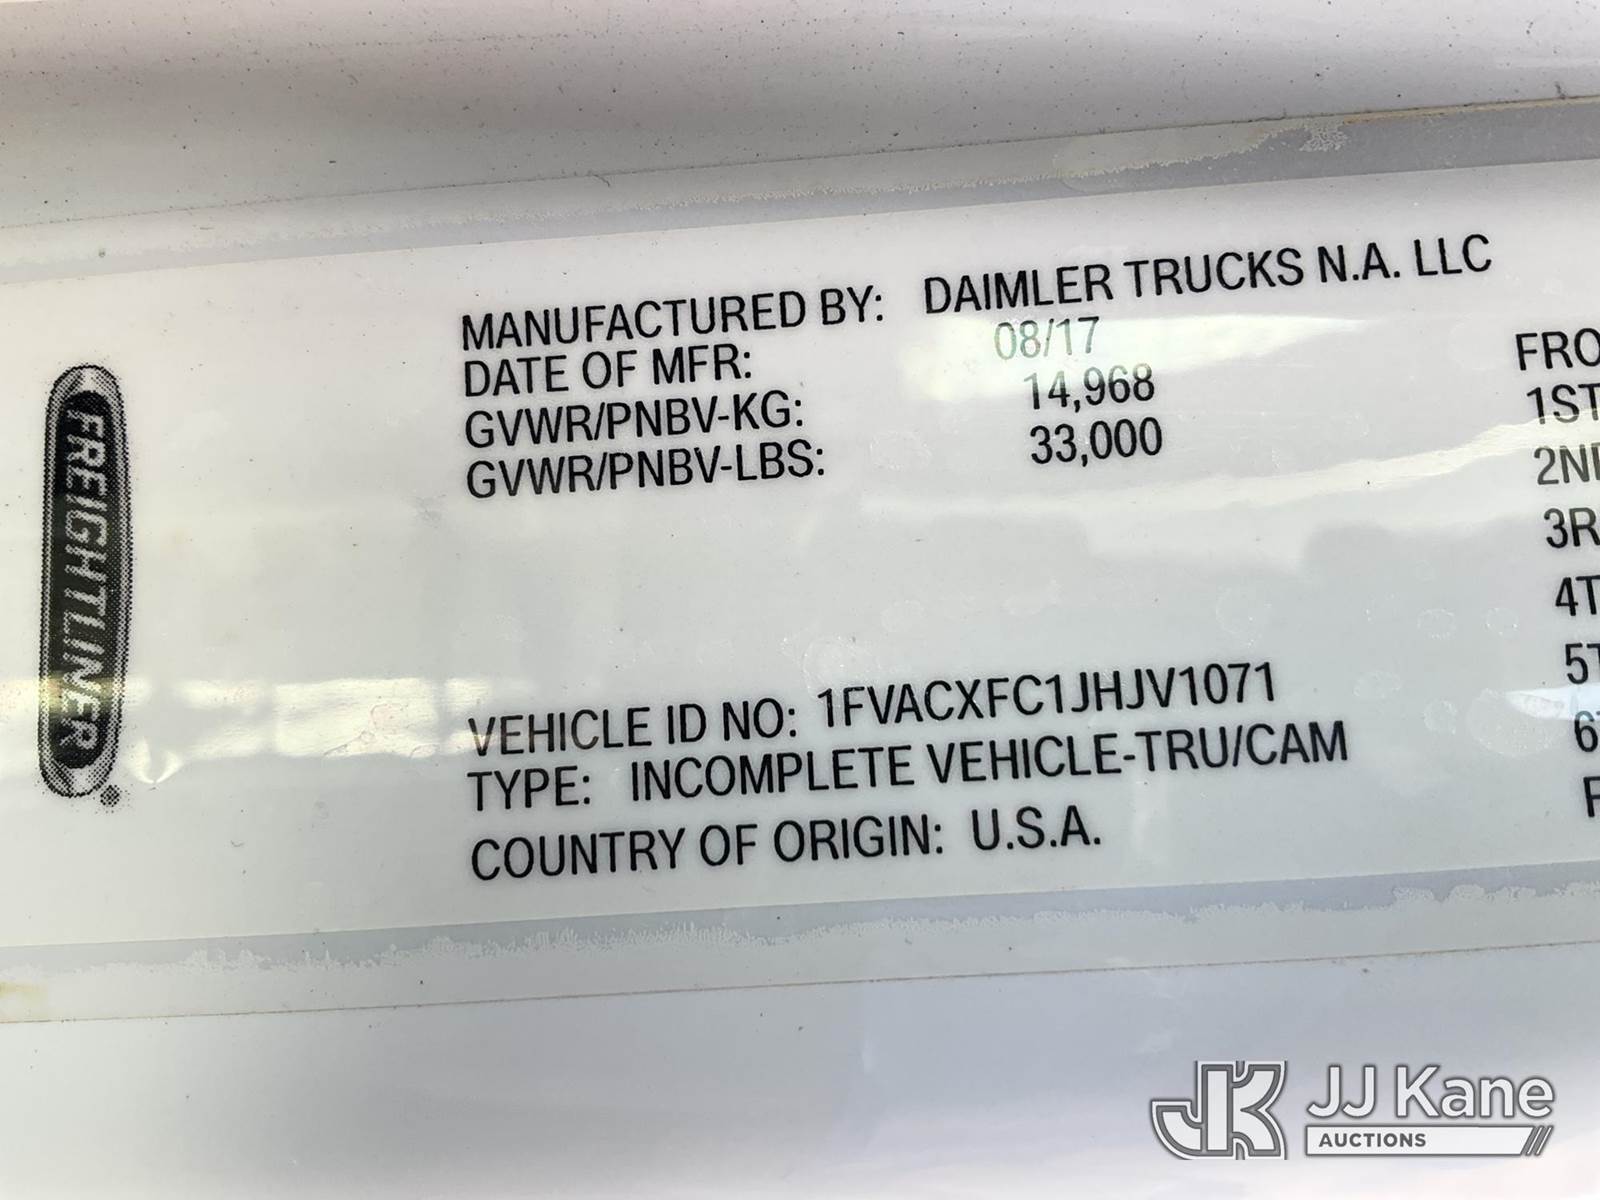 MANUFACTURED BY: DAIMLER TRUCKS N.A. LLC
DATE OF MFR: 08/17
GVWR/PNBV-KG: 14,968
GVWR/PNBV-LBS: 33,000
VEHICLE ID NO: 1FVACXFC1JHJV1071
TYPE: INCOMPLETE VEHICLE-TRU/CAM
COUNTRY OF ORIGIN: U.S.A.
FREIGHTLINER
1ST
JK JJ Kane
AUCTIONS